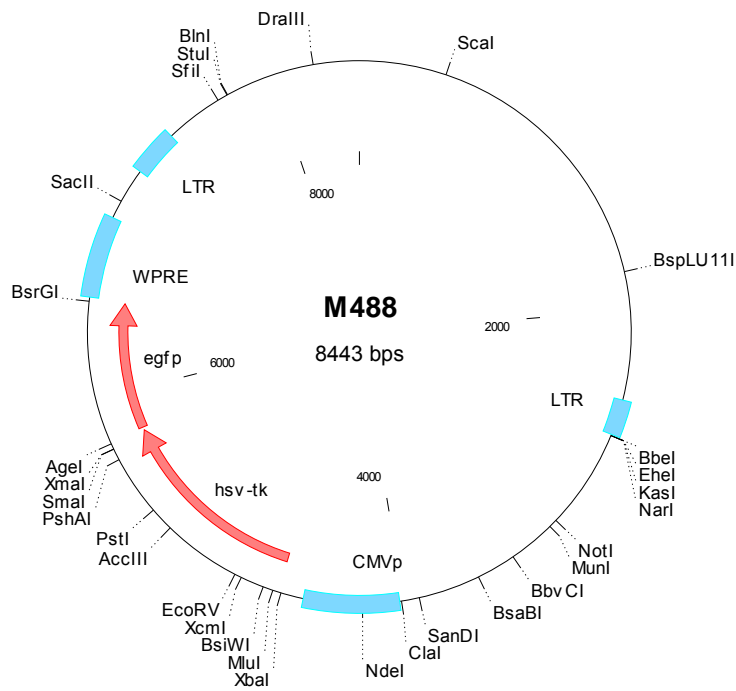 DraIII
BlnI
StuI
SfiI
ScaI
SacII
LTR
8000
WPRE
BspLU11I
BsrGI
M488
8443 bps
2000
egfp
6000
LTR
AgeI
XmaI
SmaI
PshAI
hsv-tk
4000
BbeI
EheI
KasI
NarI
PstI
AccIII
CMVp
NotI
MunI
BbvCI
BsaBI
EcoRV
XcmI
BsiWI
MluI
XbaI
SanDI
ClaI
NdeI